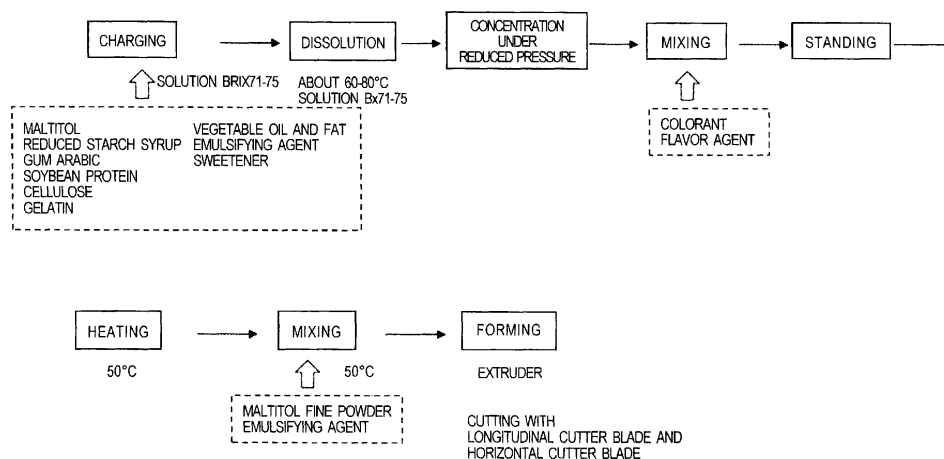 CHARGING
DISSOLUTION
CONCENTRATION
UNDER
REDUCED PRESSURE
MIXING
STANDING
SOLUTION BRIX71-75
ABOUT 60-80°C
SOLUTION Bx71-75
MALTITOL
REDUCED STARCH SYRUP
GUM ARABIC
SOYBEAN PROTEIN
CELLULOSE
GELATIN
VEGETABLE OIL AND FAT
EMULSIFYING AGENT
SWEETENER
COLORANT
FLAVOR AGENT
HEATING
MIXING
FORMING
50°C
50°C
EXTRUDER
MALTITOL FINE POWDER
EMULSIFYING AGENT
CUTTING WITH
LONGITUDINAL CUTTER BLADE AND
HORIZONTAL CUTTER BLADE